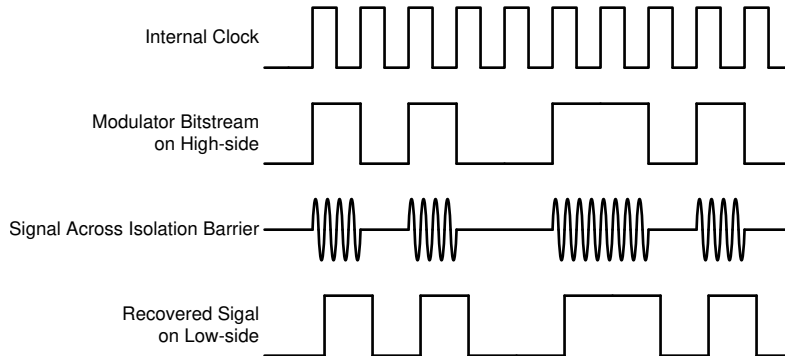 Internal Clock
Modulator Bitstream
on High-side
Signal Across Isolation Barrier
Recovered Sigal
on Low-side